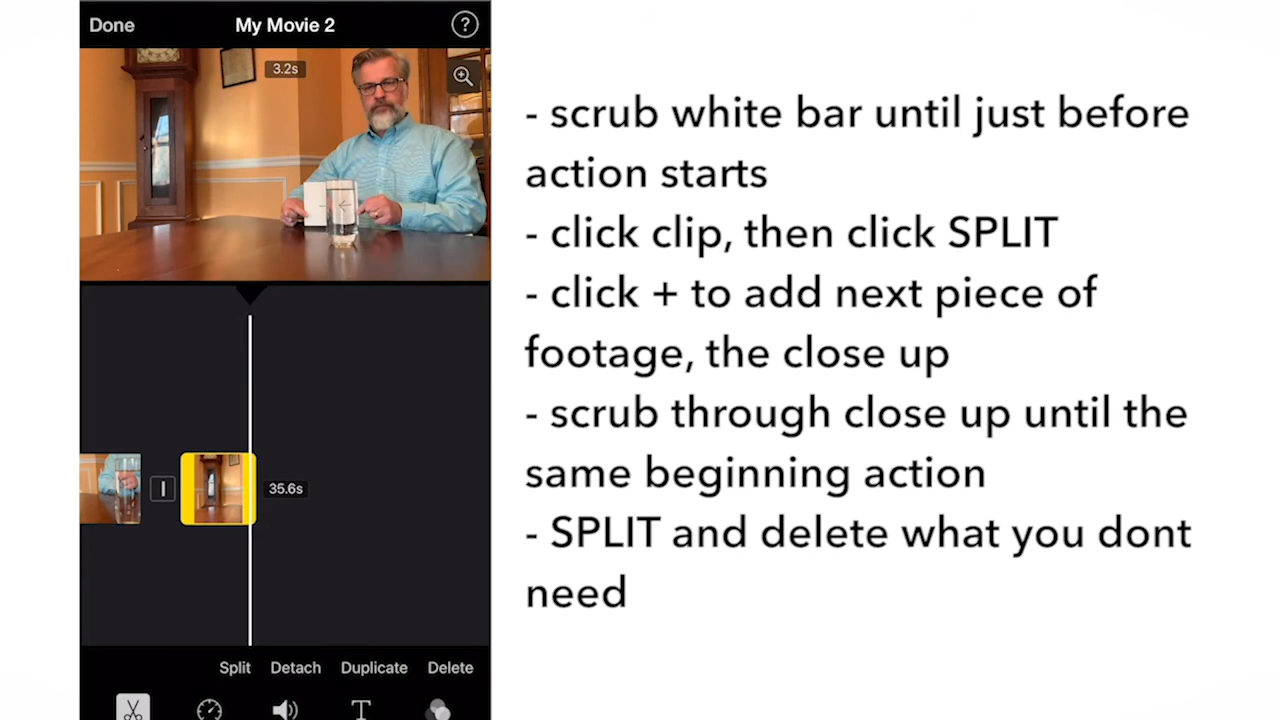 Done
My Movie 2
?
3.2s
35.6s
Split
Detach
Duplicate
Delete
T
- scrub white bar until just before
action starts
- click clip, then click SPLIT
- click + to add next piece of
footage, the close up
- scrub through close up until the
same beginning action
- SPLIT and delete what you dont
need